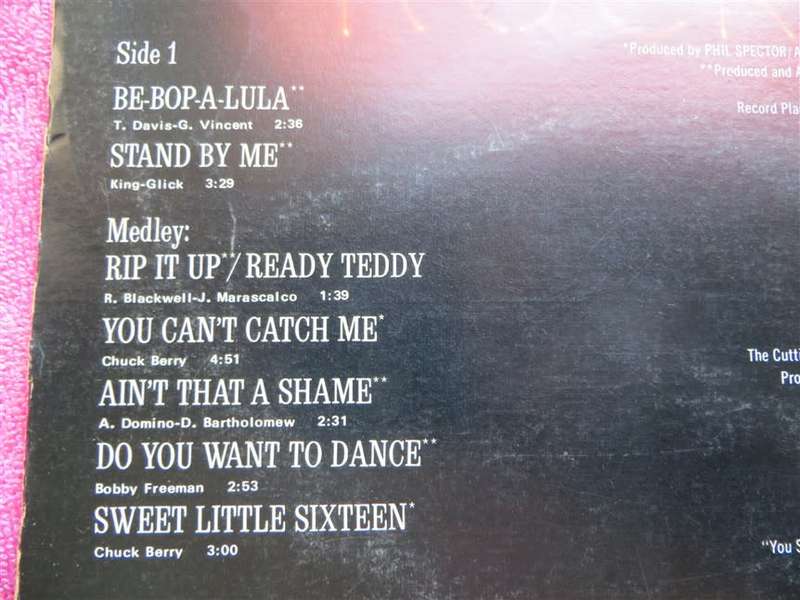 Side 1
BE-BOP-A-LULA**
T. Davis-G. Vincent 2:36
STAND BY ME**
King-Glick 3:29
Medley:
RIP IT UP**/READY TEDDY
R. Blackwell-J. Marascalco 1:39
YOU CAN'T CATCH ME*
Chuck Berry 4:51
AIN'T THAT A SHAME**
A. Domino-D. Bartholomew 2:31
DO YOU WANT TO DANCE**
Bobby Freeman 2:53
SWEET LITTLE SIXTEEN*
Chuck Berry 3:00
*Produced by PHIL SPECTOR/A
**Produced and A
Record Pla
The Cutti
Pro
"You S